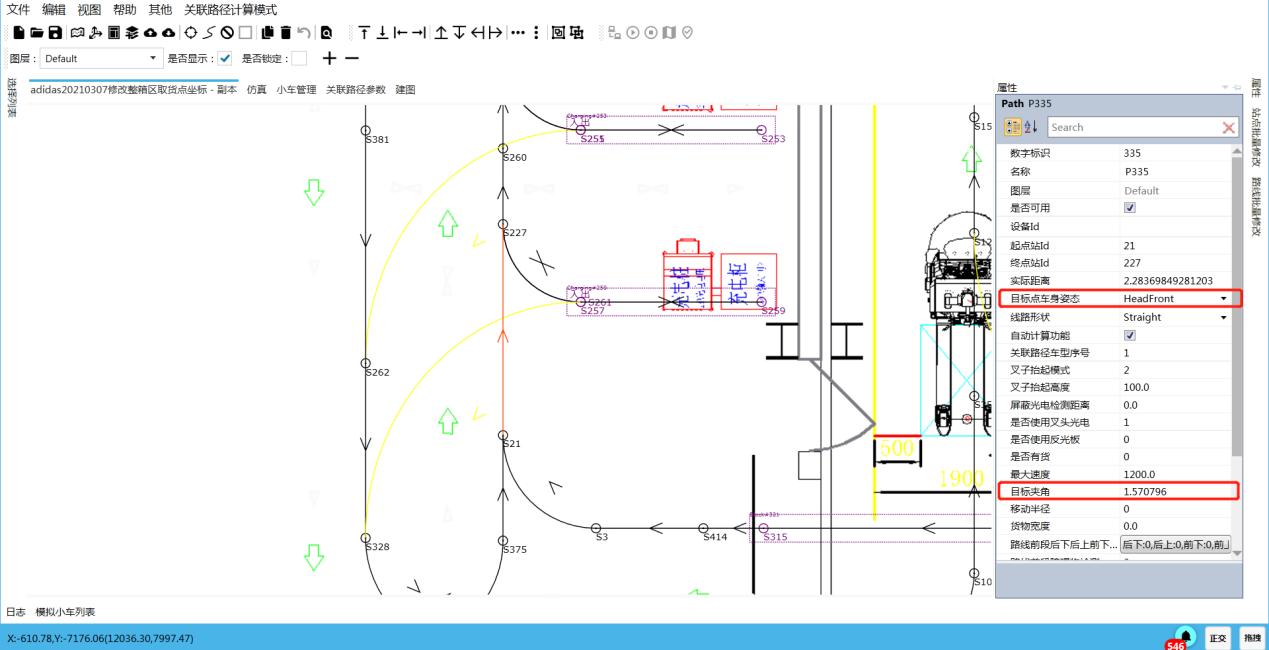 文件 编辑 视图 帮助 其他 关联路径计算模式
图层： Default 是否显示： 是否锁定：
选择列表
adidas20210307修改整箱区取货点坐标 - 副本 仿真 小车管理 关联路径参数 建图
S381
S260
S227
S262
S21
S328
S375
S3
S414
S315
S253
S257
S259
S261
充电柜
500
1900
属性
Path P335
Search
数字标识 335
名称 P335
图层 Default
是否可用
设备Id
起点站Id 21
终点站Id 227
实际距离 2.28369849281203
目标点车身姿态 HeadFront
线路形状 Straight
自动计算功能
关联路径车型序号 1
叉子抬起模式 2
叉子抬起高度 100.0
屏蔽光电检测距离 0.0
是否使用叉头光电 1
是否使用反光板 0
是否有货 0
最大速度 1200.0
目标夹角 1.570796
移动半径 0
货物宽度 0.0
路线前段后下后上前下... 后下:0,后上:0,前下:0,前
属性 站点批量修改 路线批量修改
日志 模拟小车列表
X:-610.78,Y:-7176.06(12036.30,7997.47)
546
正交 拖拽